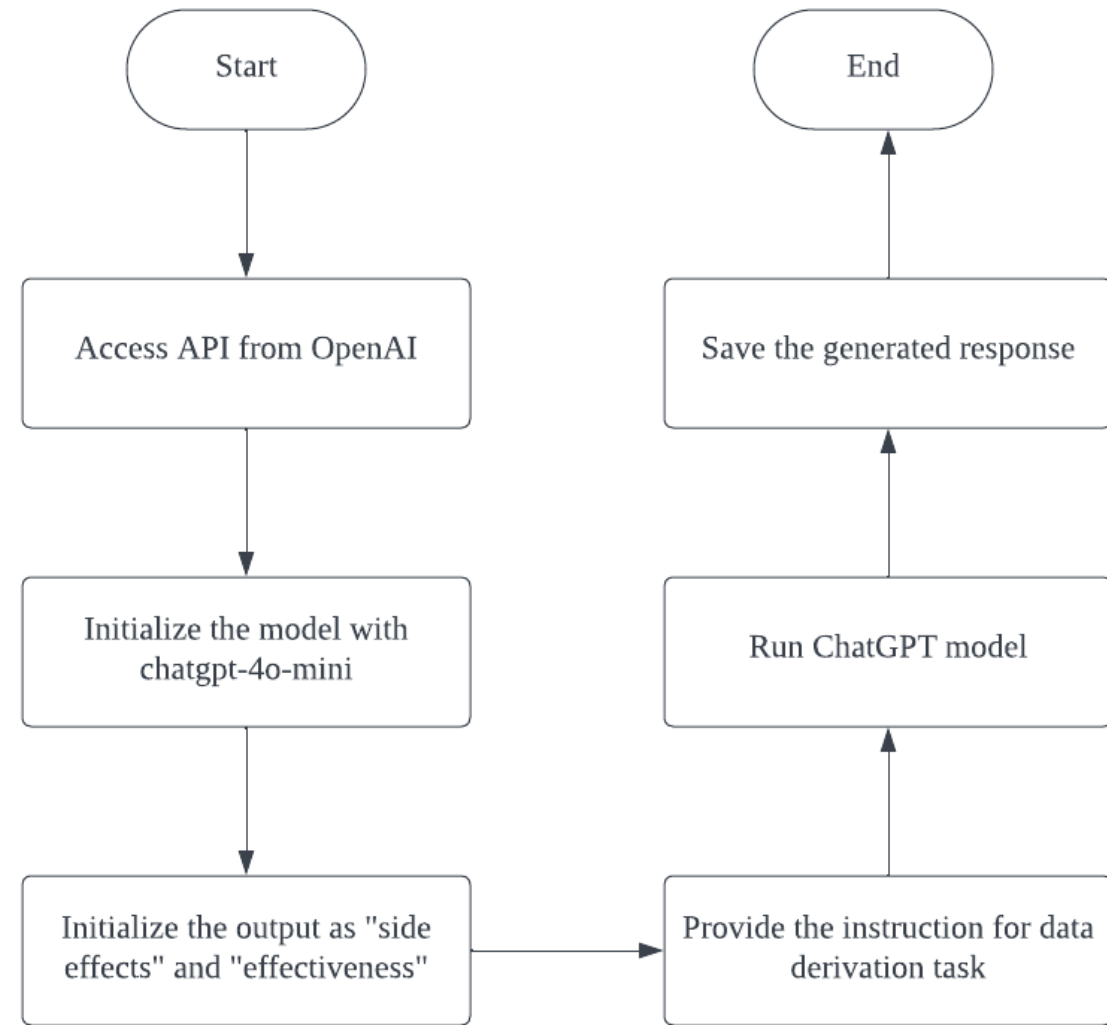 Start
Access API from OpenAI
Initialize the model with
chatgpt-4o-mini
Initialize the output as "side
effects" and "effectiveness"
Provide the instruction for data
derivation task
Run ChatGPT model
Save the generated response
End